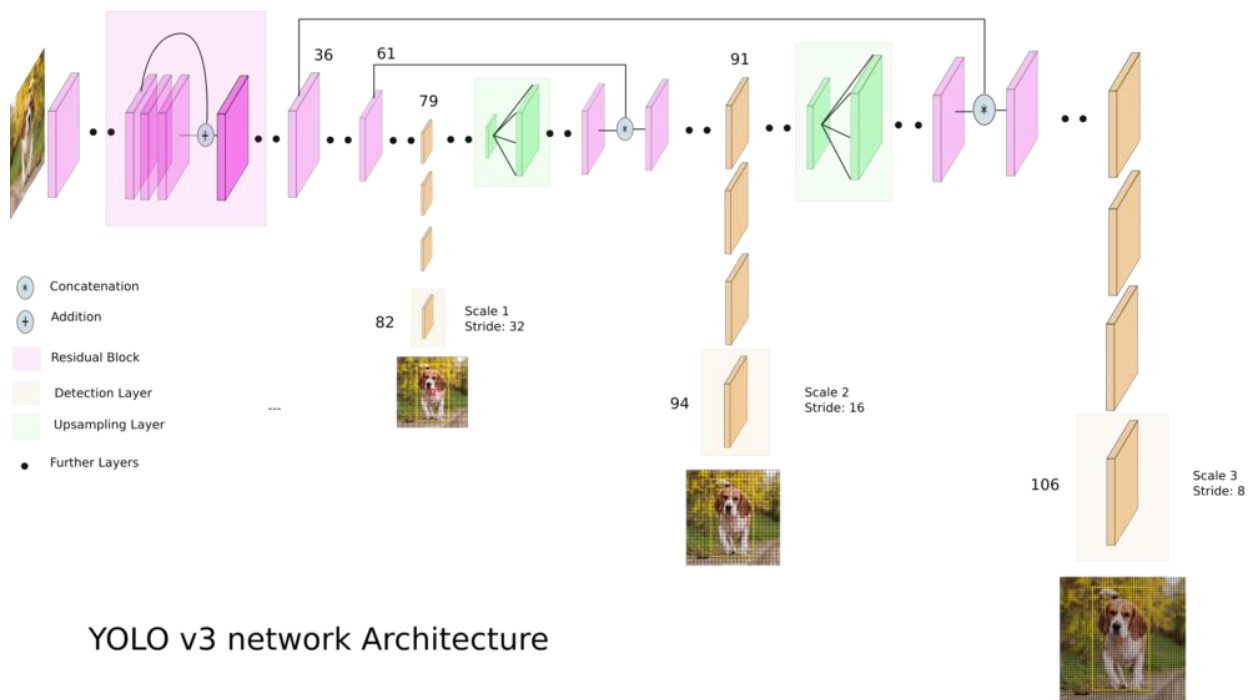 36
61
91
79
*
*
+
Concatenation
*
Addition
+
82
Scale 1
Stride: 32
Residual Block
Detection Layer
Upsampling Layer
---
94
Scale 2
Stride: 16
Further Layers
106
Scale 3
Stride: 8
YOLO v3 network Architecture